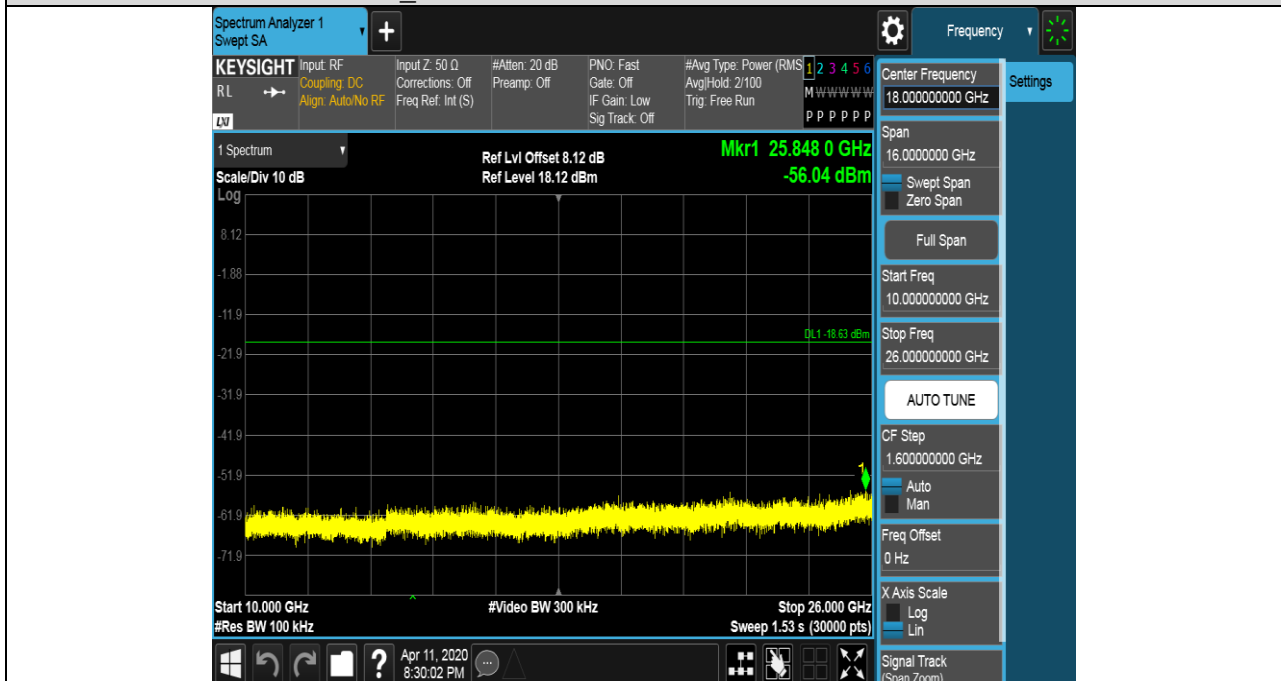 Spectrum Analyzer 1
Swept SA
+
Frequency
KEYSIGHT
RL
LXI
Input: RF
Coupling: DC
Align: Auto/No RF
Input Z: 50 Ω
Corrections: Off
Freq Ref: Int (S)
#Atten: 20 dB
Preamp: Off
PNO: Fast
Gate: Off
IF Gain: Low
Sig Track: Off
#Avg Type: Power (RMS
Avg|Hold: 2/100
Trig: Free Run
1 2 3 4 5 6
M W W W W W
P P P P P P
1 Spectrum
Scale/Div 10 dB
Ref Lvl Offset 8.12 dB
Ref Level 18.12 dBm
Mkr1 25.848 0 GHz
-56.04 dBm
Log
8.12
-1.88
-11.9
DL1 -18.63 dBm
-21.9
-31.9
-41.9
-51.9
1
-61.9
-71.9
Start 10.000 GHz
#Video BW 300 kHz
Stop 26.000 GHz
#Res BW 100 kHz
Sweep 1.53 s (30000 pts)
Center Frequency
18.000000000 GHz
Settings
Span
16.0000000 GHz
Swept Span
Zero Span
Full Span
Start Freq
10.000000000 GHz
Stop Freq
26.000000000 GHz
AUTO TUNE
CF Step
1.600000000 GHz
Auto
Man
Freq Offset
0 Hz
X Axis Scale
Log
Lin
Signal Track
(Span Zoom)
?
Apr 11, 2020
8:30:02 PM